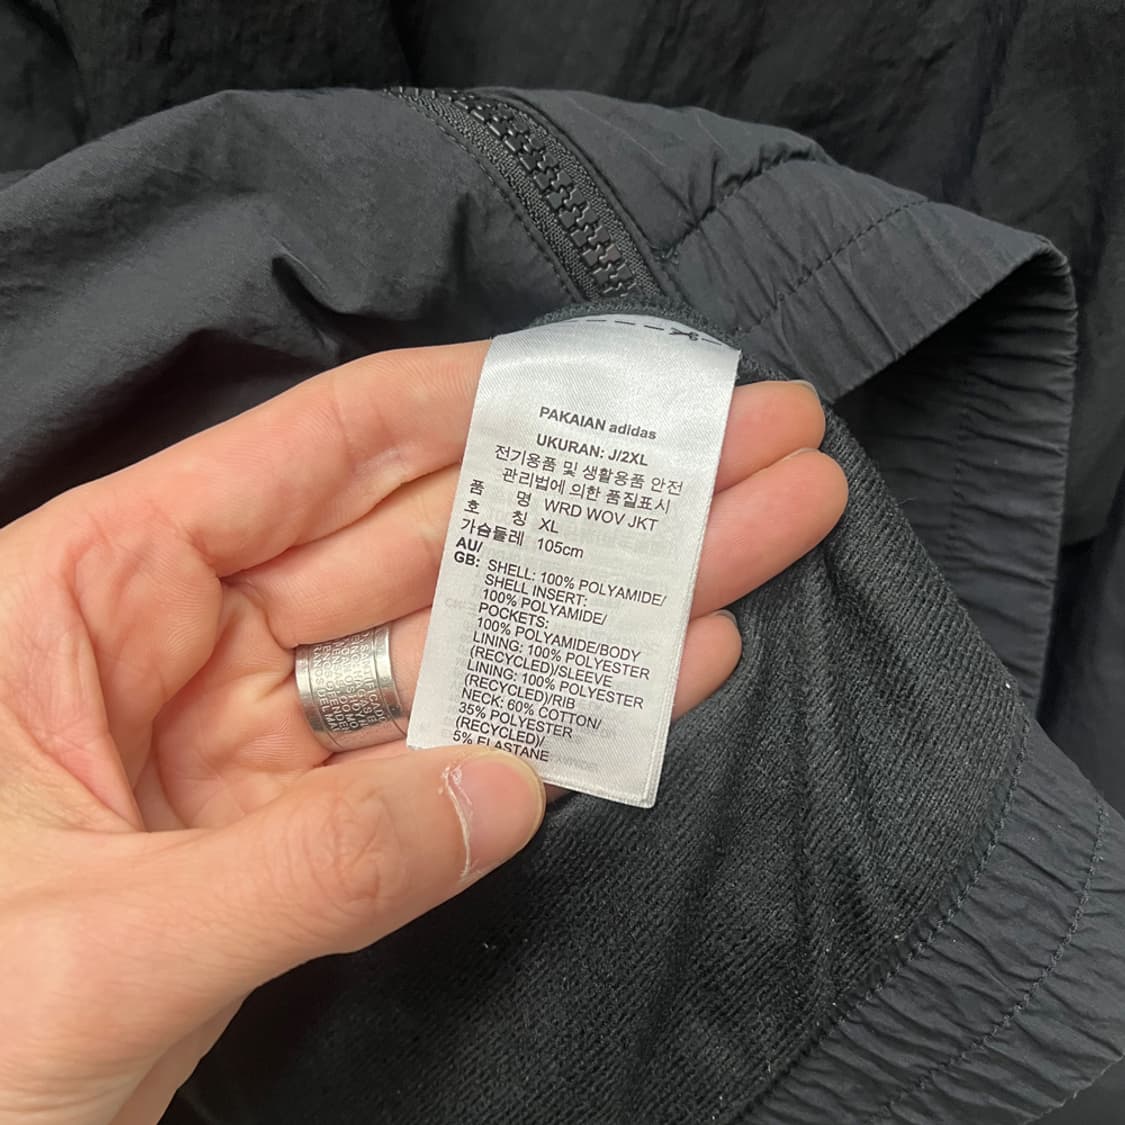 PAKAIAN adidas
UKURAN: J/2XL
전기용품 및 생활용품 안전
관리법에 의한 품질표시
품 명 WRD WOV JKT
호 칭 XL
가슴둘레 105cm
AU/
GB: SHELL: 100% POLYAMIDE/
SHELL INSERT:
100% POLYAMIDE/
POCKETS:
100% POLYAMIDE/BODY
LINING: 100% POLYESTER
(RECYCLED)/SLEEVE
LINING: 100% POLYESTER
(RECYCLED)/RIB
NECK: 60% COTTON/
35% POLYESTER
(RECYCLED)/
5% ELASTANE